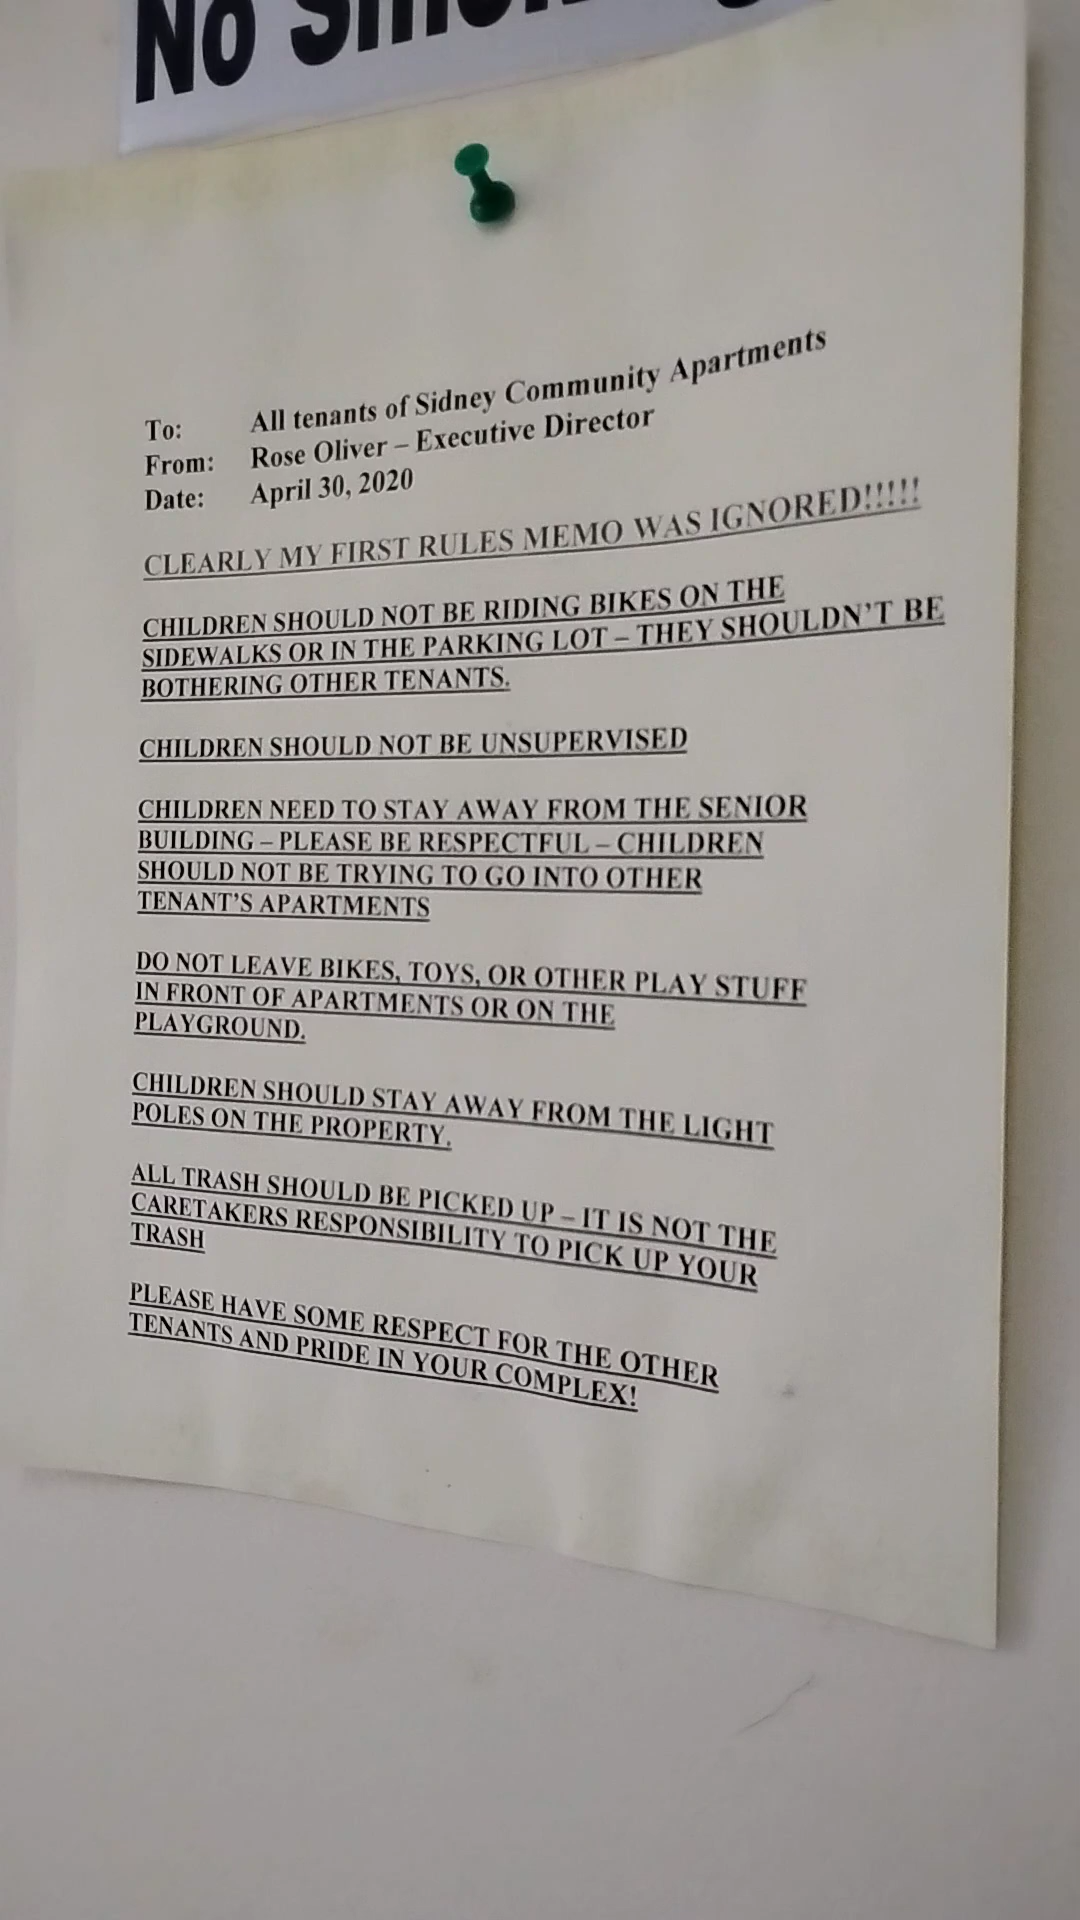 No Smoking
To: All tenants of Sidney Community Apartments
From: Rose Oliver – Executive Director
Date: April 30, 2020
CLEARLY MY FIRST RULES MEMO WAS IGNORED!!!!!
CHILDREN SHOULD NOT BE RIDING BIKES ON THE
SIDEWALKS OR IN THE PARKING LOT – THEY SHOULDN'T BE
BOTHERING OTHER TENANTS.
CHILDREN SHOULD NOT BE UNSUPERVISED
CHILDREN NEED TO STAY AWAY FROM THE SENIOR
BUILDING – PLEASE BE RESPECTFUL – CHILDREN
SHOULD NOT BE TRYING TO GO INTO OTHER
TENANT'S APARTMENTS
DO NOT LEAVE BIKES, TOYS, OR OTHER PLAY STUFF
IN FRONT OF APARTMENTS OR ON THE
PLAYGROUND.
CHILDREN SHOULD STAY AWAY FROM THE LIGHT
POLES ON THE PROPERTY.
ALL TRASH SHOULD BE PICKED UP – IT IS NOT THE
CARETAKERS RESPONSIBILITY TO PICK UP YOUR
TRASH
PLEASE HAVE SOME RESPECT FOR THE OTHER
TENANTS AND PRIDE IN YOUR COMPLEX!